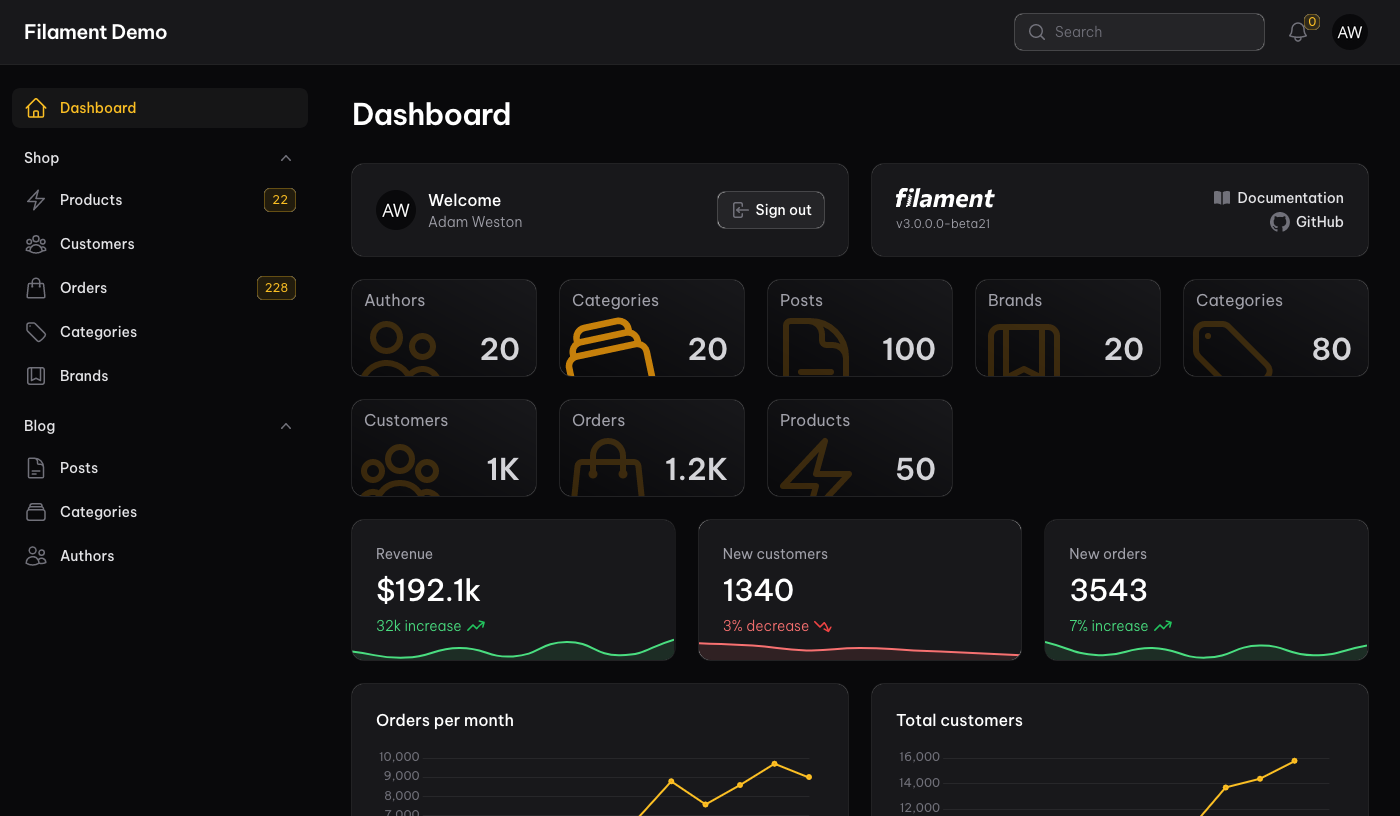 Filament Demo
Search
0
AW
Dashboard
Shop
Products
22
Customers
Orders
228
Categories
Brands
Blog
Posts
Categories
Authors
Dashboard
AW
Welcome
Adam Weston
Sign out
filament
v3.0.0.0-beta21
Documentation
GitHub
Authors
20
Categories
20
Posts
100
Brands
20
Categories
80
Customers
1K
Orders
1.2K
Products
50
Revenue
$192.1k
32k increase
New customers
1340
3% decrease
New orders
3543
7% increase
Orders per month
10,000
9,000
8,000
7,000
Total customers
16,000
14,000
12,000